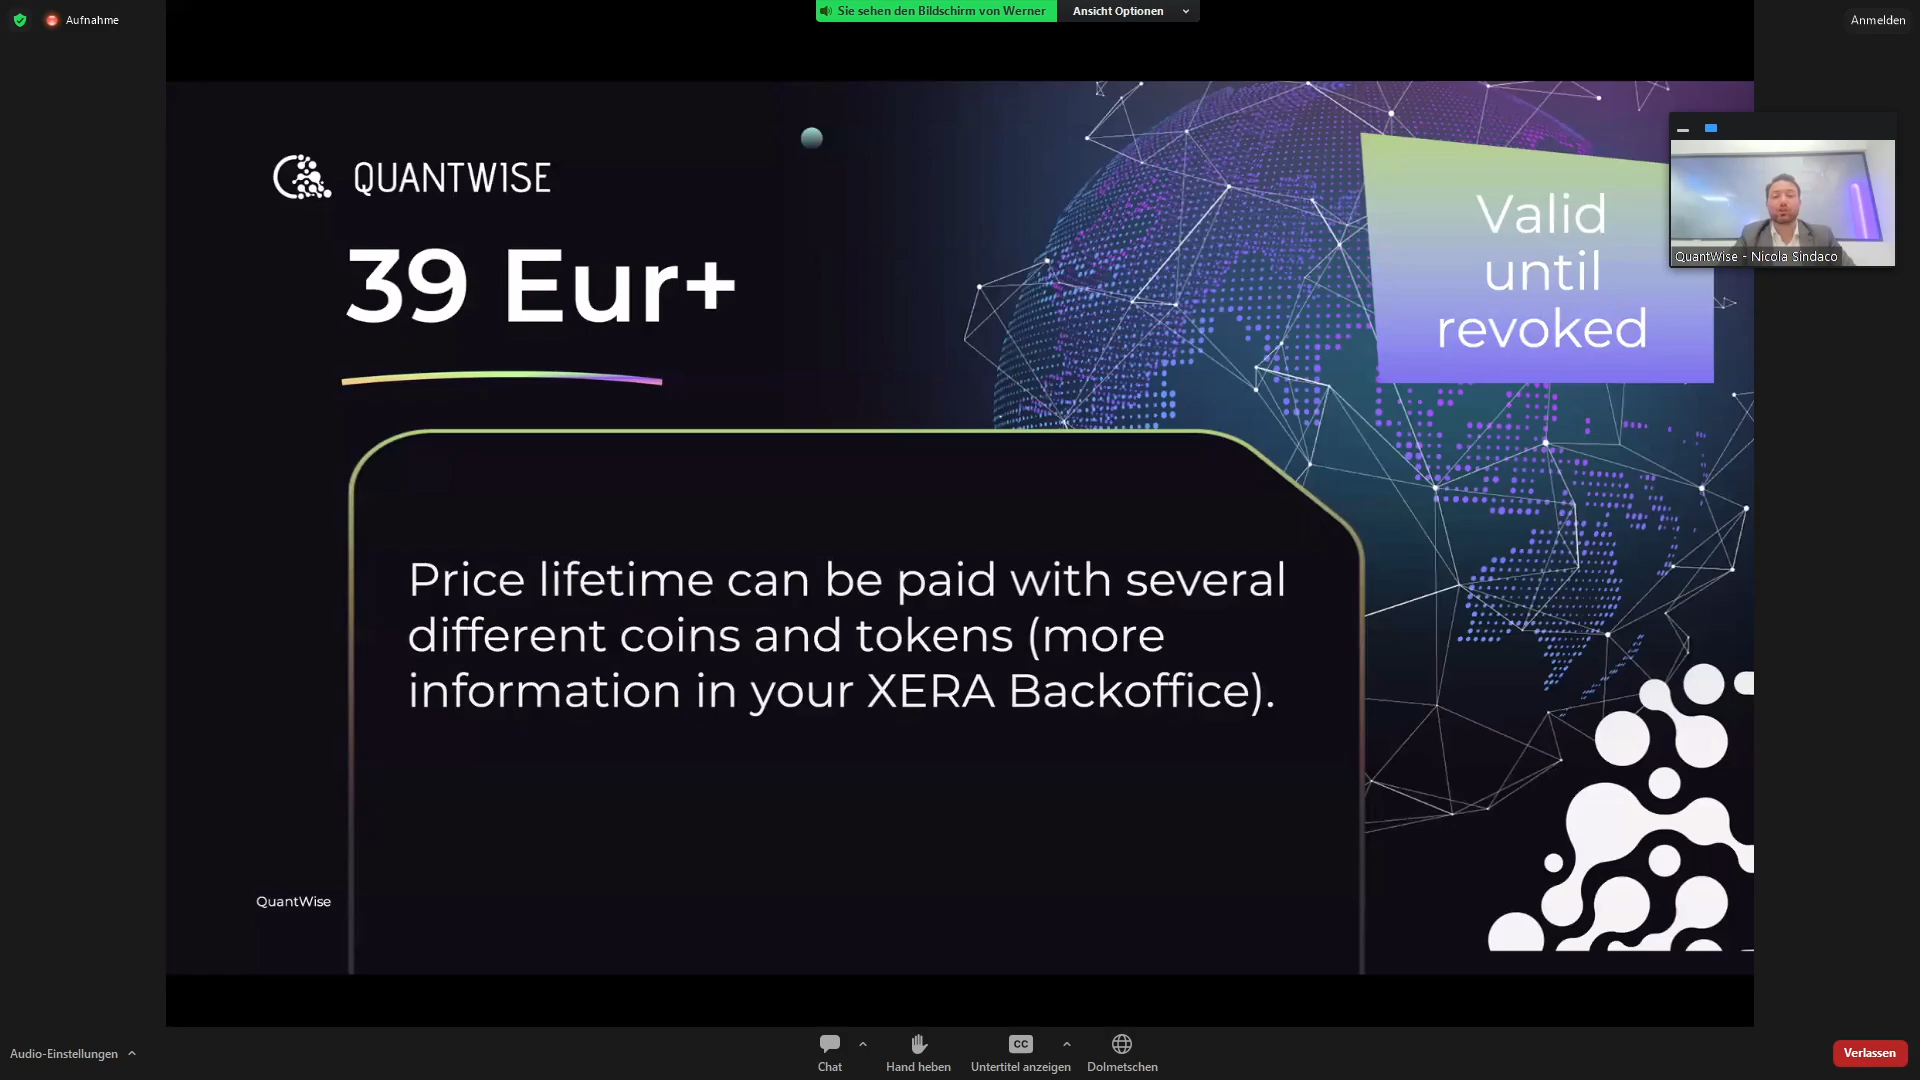 Aufnahme
Sie sehen den Bildschirm von Werner
Ansicht Optionen
Anmelden
QUANTWISE
39 Eur+
Valid
until
revoked
QuantWise - Nicola Sindaco
Price lifetime can be paid with several
different coins and tokens (more
information in your XERA Backoffice).
QuantWise
Audio-Einstellungen
Chat
Hand heben
CC
Untertitel anzeigen
Dolmetschen
Verlassen